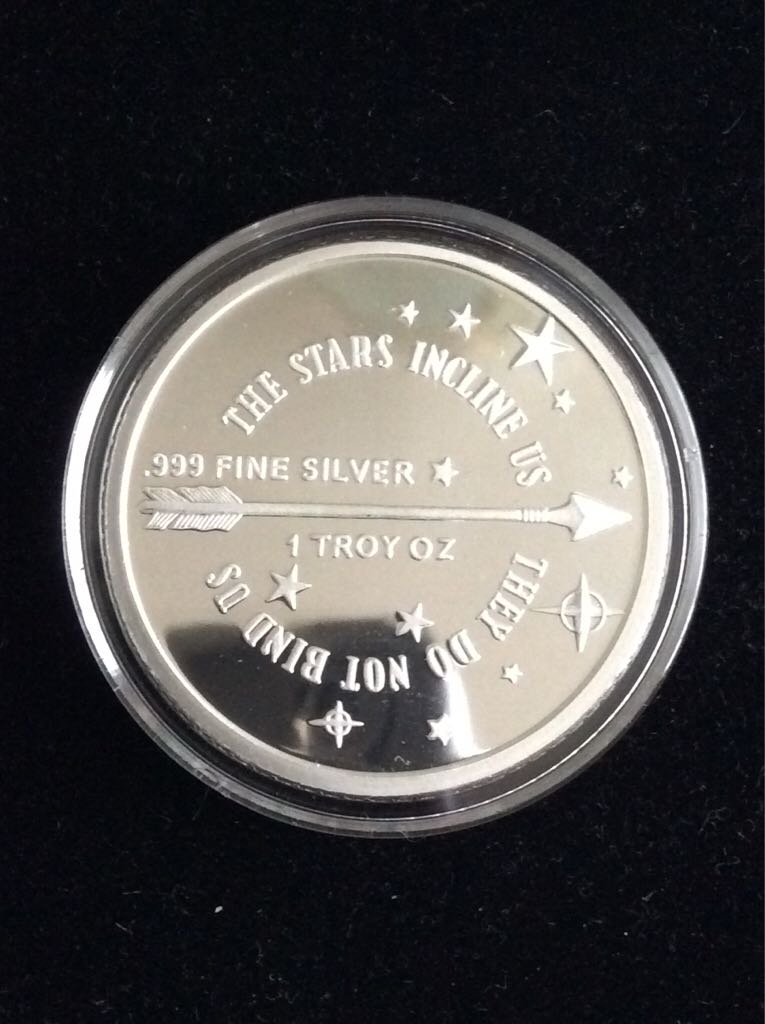 THE STARS INCLINE US
.999 FINE SILVER
1 TROY OZ
THEY DO NOT BIND US